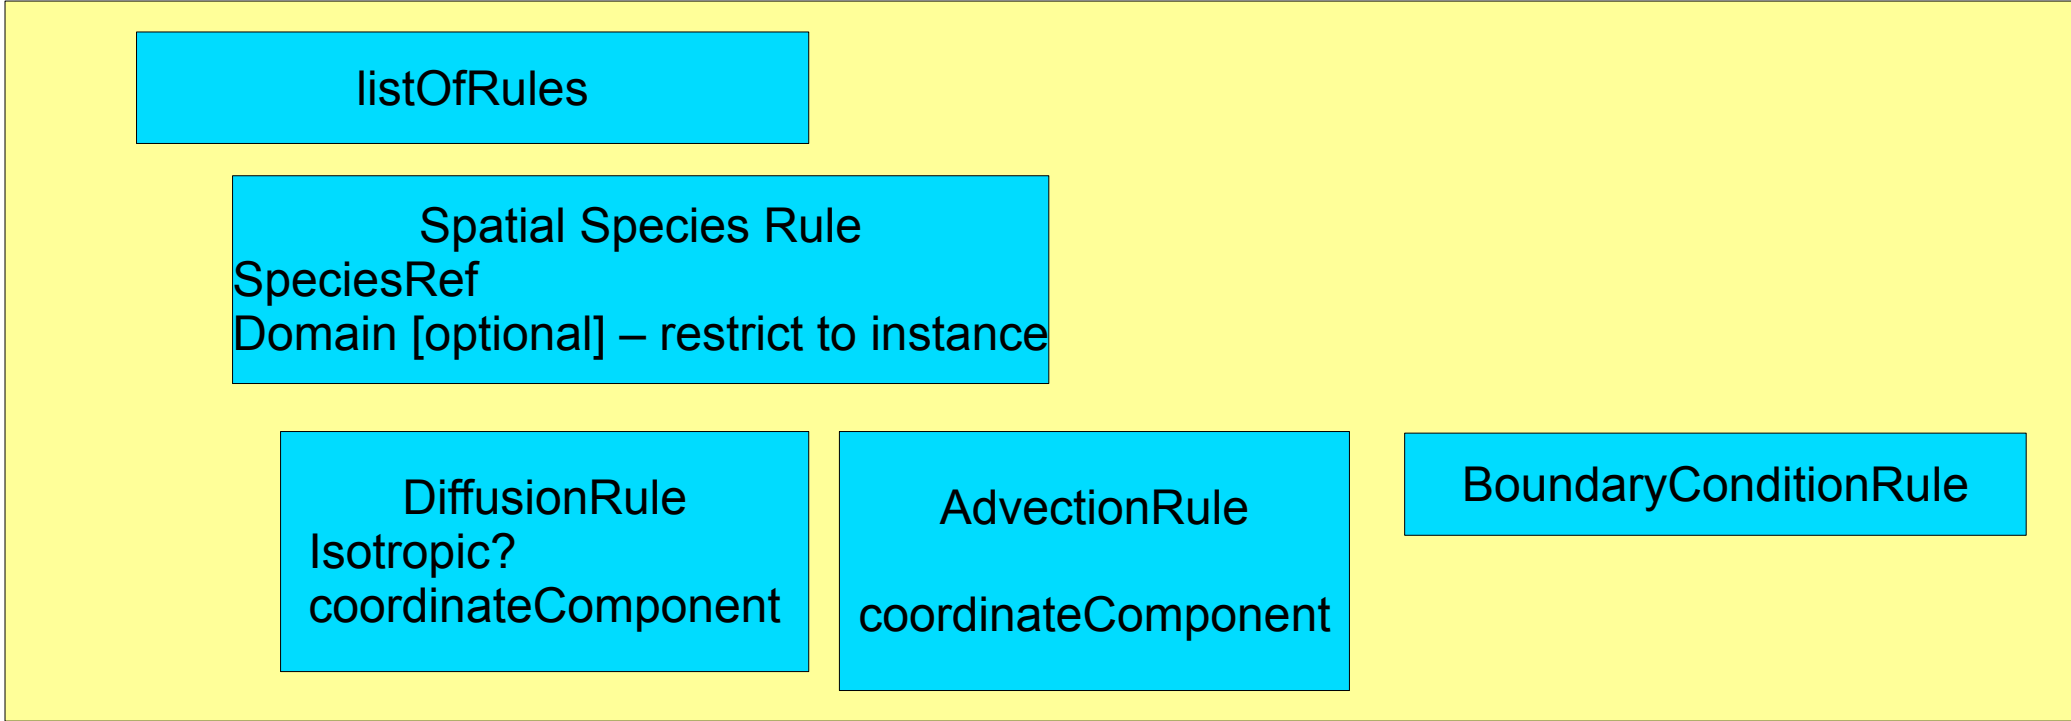 listOfRules
Spatial Species Rule
SpeciesRef
Domain [optional] – restrict to instance
DiffusionRule
Isotropic?
coordinateComponent
AdvectionRule
coordinateComponent
BoundaryConditionRule